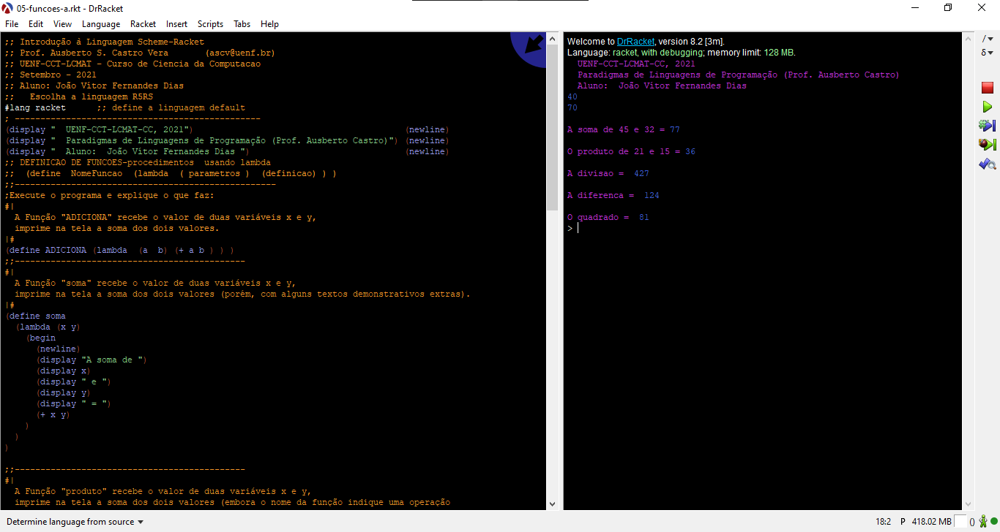 05-funcoes-a.rkt - DrRacket
File Edit View Language Racket Insert Scripts Tabs Help
;; Introdução à Linguagem Scheme-Racket
;; Prof. Ausberto S. Castro Vera (ascv@uenf.br)
;; UENF-CCT-LCMAT - Curso de Ciencia da Computacao
;; Setembro - 2021
;; Aluno: João Vítor Fernandes Dias
;; Escolha a linguagem R5RS
#lang racket ;; define a linguagem default
; ------------------------------------------------
(display " UENF-CCT-LCMAT-CC, 2021") (newline)
(display " Paradigmas de Linguagens de Programação (Prof. Ausberto Castro)") (newline)
(display " Aluno: João Vítor Fernandes Dias ") (newline)
;; DEFINICAO DE FUNCOES-procedimentos usando lambda
;; (define NomeFuncao (lambda ( parametros ) (definicao) ) )
;;---------------------------------------------------
;Execute o programa e explique o que faz:
#|
A Função "ADICIONA" recebe o valor de duas variáveis x e y,
imprime na tela a soma dos dois valores.
|#
(define ADICIONA (lambda (a b) (+ a b ) ) )
;;---------------------------------------------
#|
A Função "soma" recebe o valor de duas variáveis x e y,
imprime na tela a soma dos dois valores (porém, com alguns textos demonstrativos extras).
|#
(define soma
(lambda (x y)
(begin
(newline)
(display "A soma de ")
(display x)
(display " e ")
(display y)
(display " = ")
(+ x y)
)
)
)
;;---------------------------------------------
#|
A Função "produto" recebe o valor de duas variáveis x e y,
imprime na tela a soma dos dois valores (embora o nome da função indique uma operação
Welcome to DrRacket, version 8.2 [3m].
Language: racket, with debugging; memory limit: 128 MB.
UENF-CCT-LCMAT-CC, 2021
Paradigmas de Linguagens de Programação (Prof. Ausberto Castro)
Aluno: João Vítor Fernandes Dias
40
70
A soma de 45 e 32 = 77
O produto de 21 e 15 = 36
A divisao = 427
A diferenca = 124
O quadrado = 81
>
/
δ
Determine language from source
18:2 P 418.02 MB ()